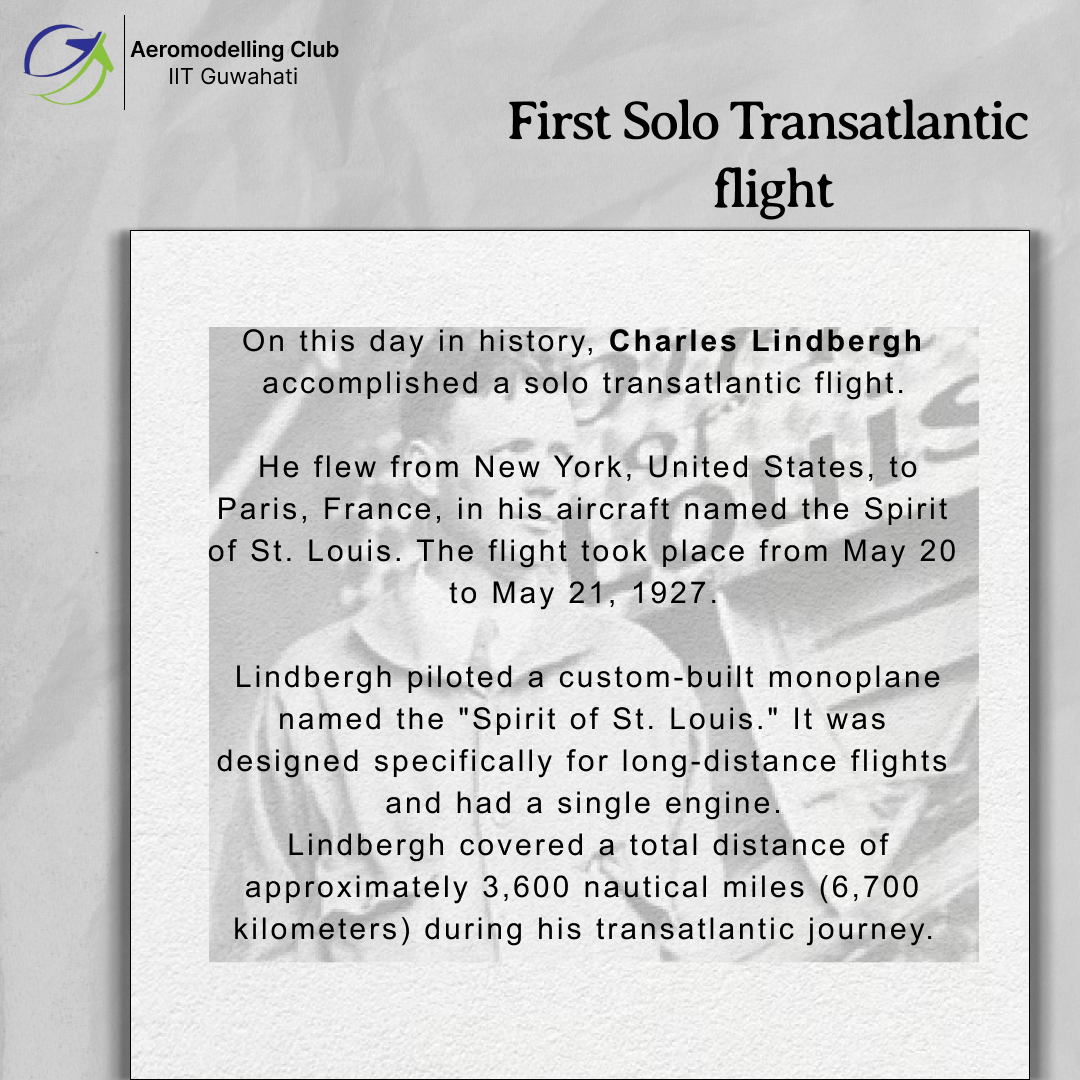 Aeromodelling Club
IIT Guwahati
First Solo Transatlantic
flight
On this day in history, Charles Lindbergh
accomplished a solo transatlantic flight.
He flew from New York, United States, to
Paris, France, in his aircraft named the Spirit
of St. Louis. The flight took place from May 20
to May 21, 1927.
Lindbergh piloted a custom-built monoplane
named the "Spirit of St. Louis." It was
designed specifically for long-distance flights
and had a single engine.
Lindbergh covered a total distance of
approximately 3,600 nautical miles (6,700
kilometers) during his transatlantic journey.